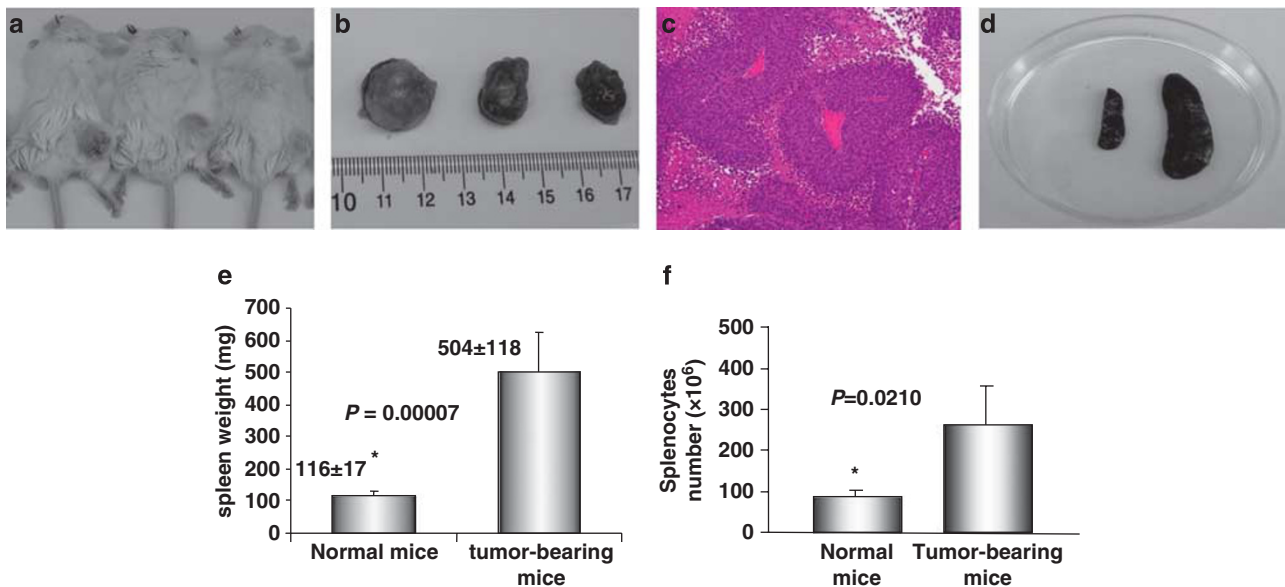 a
b
c
d
10 11 12 13 14 15 16 17
e
700
600
500
400
300
200
100
0
spleen weight (mg)
116±17
*
P = 0.00007
504±118
Normal mice
tumor-bearing
mice
f
500
400
300
200
100
0
Splenocytes
number (×10⁶)
P=0.0210
*
Normal
mice
Tumor-bearing
mice